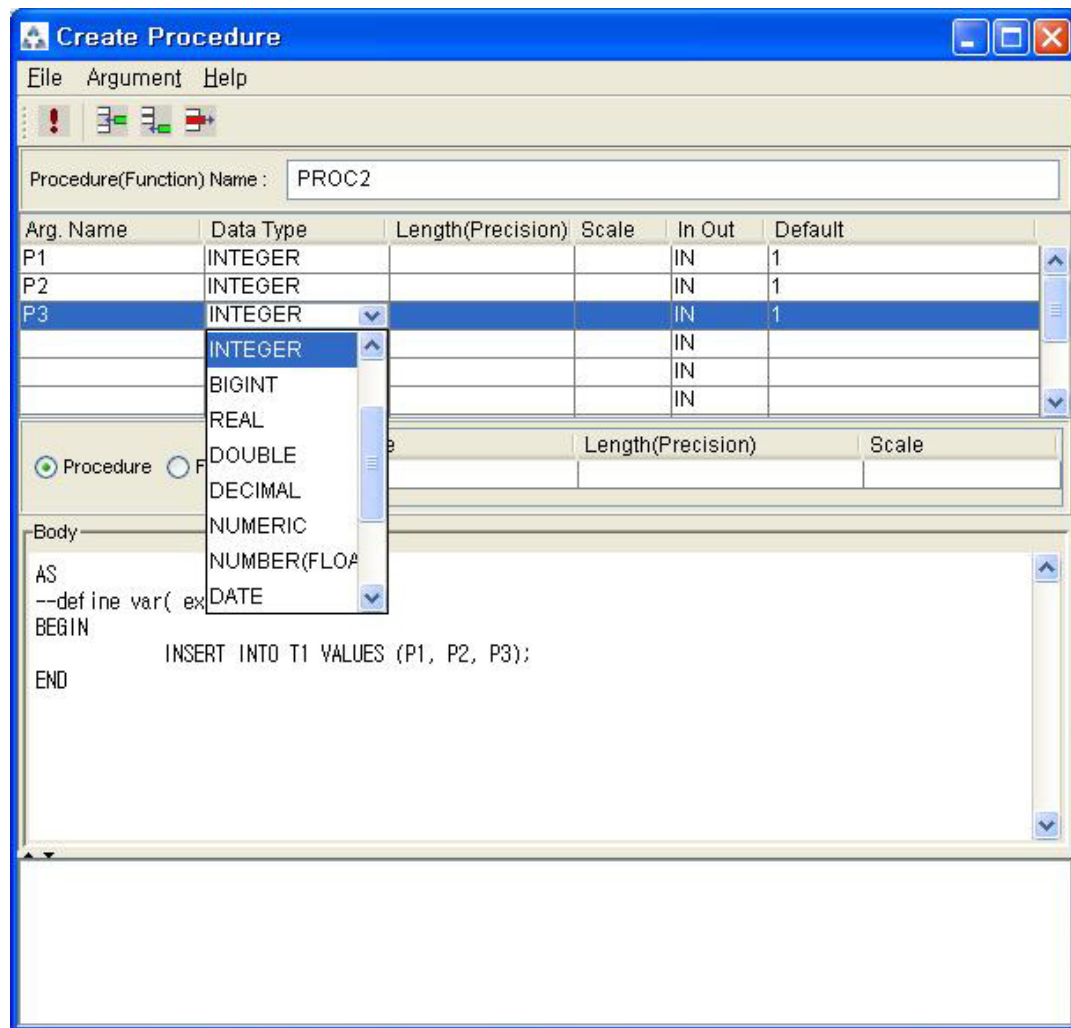 Create Procedure
File Argument Help
Procedure(Function) Name : PROC2
Arg. Name Data Type Length(Precision) Scale In Out Default
P1 INTEGER IN 1
P2 INTEGER IN 1
P3 INTEGER IN 1
IN
IN
IN
INTEGER
BIGINT
REAL
DOUBLE
DECIMAL
NUMERIC
NUMBER(FLOA
DATE
Procedure F Length(Precision) Scale
Body
AS
--define var( ex
BEGIN
INSERT INTO T1 VALUES (P1, P2, P3);
END